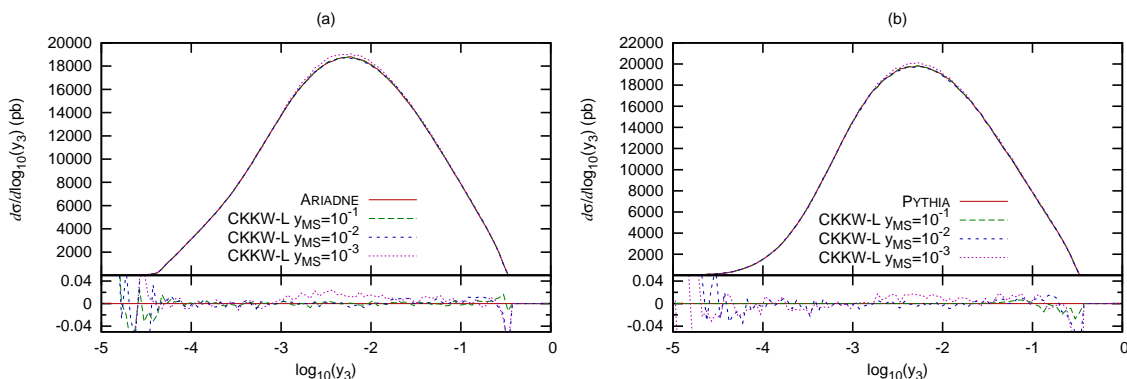 (a)
dσ/dlog10(y3) (pb)
20000
18000
16000
14000
12000
10000
8000
6000
4000
2000
ARIADNE
CKKW-L yMS=10-1
CKKW-L yMS=10-2
CKKW-L yMS=10-3
0.04
0
-0.04
-5
-4
-3
-2
-1
0
log10(y3)
(b)
dσ/dlog10(y3) (pb)
22000
20000
18000
16000
14000
12000
10000
8000
6000
4000
2000
PYTHIA
CKKW-L yMS=10-1
CKKW-L yMS=10-2
CKKW-L yMS=10-3
0.04
0
-0.04
-5
-4
-3
-2
-1
0
log10(y3)